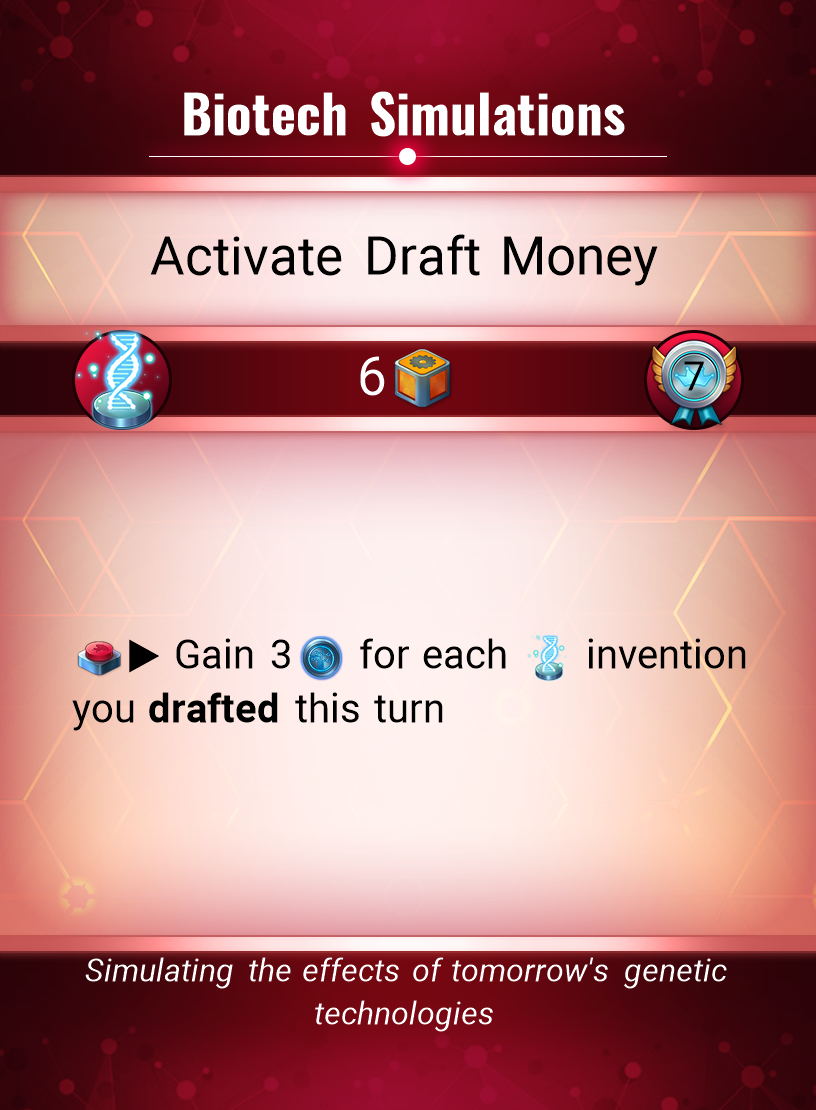 Biotech Simulations
Activate Draft Money
6
7
▶ Gain 3 for each invention
you drafted this turn
Simulating the effects of tomorrow's genetic
technologies